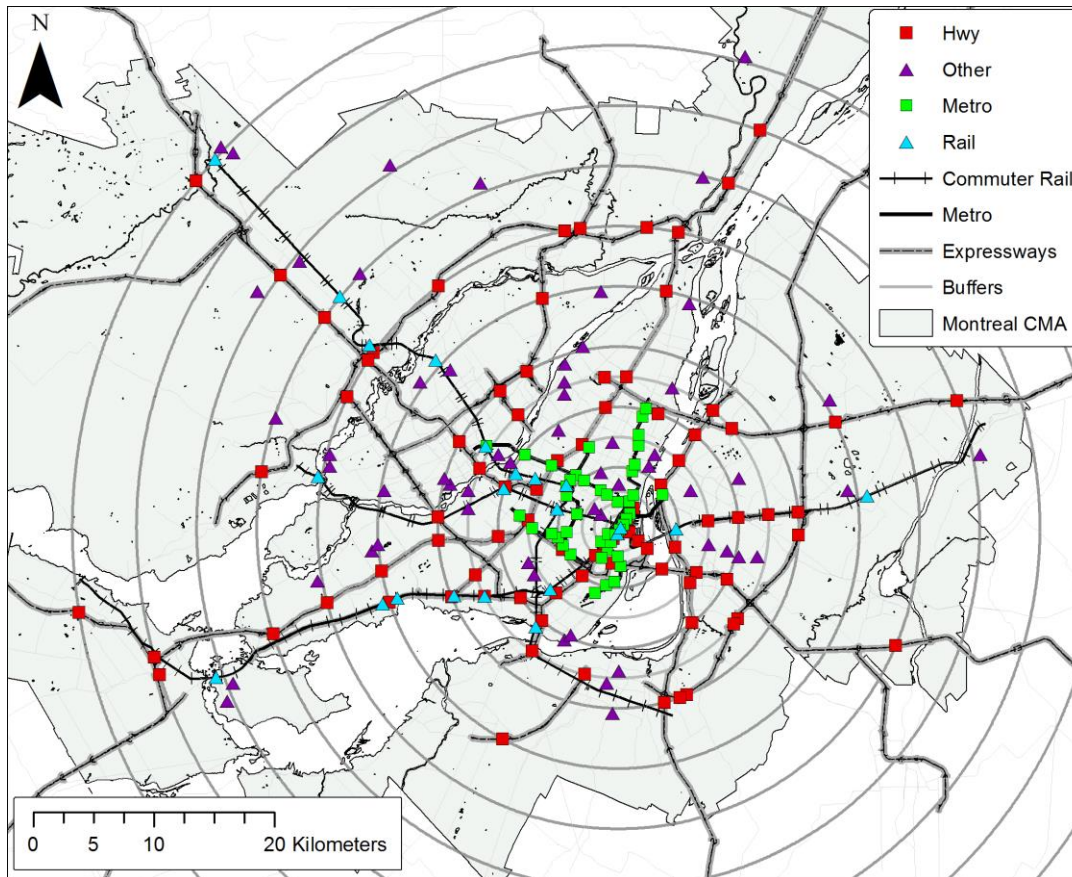 N
Hwy
Other
Metro
Rail
Commuter Rail
Metro
Expressways
Buffers
Montreal CMA
0 5 10 20 Kilometers